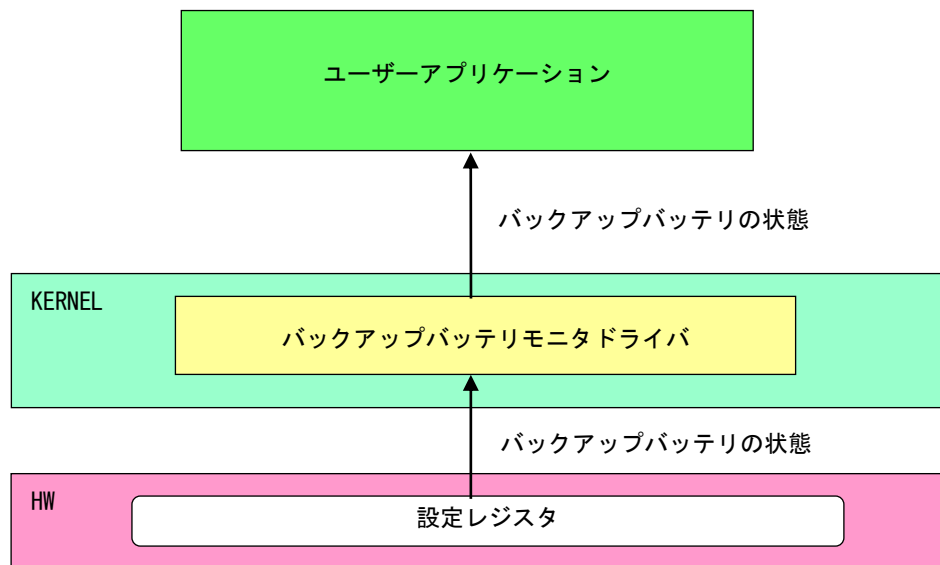 ユーザーアプリケーション
バックアップバッテリの状態
KERNEL
バックアップバッテリモニタドライバ
バックアップバッテリの状態
HW
設定レジスタ